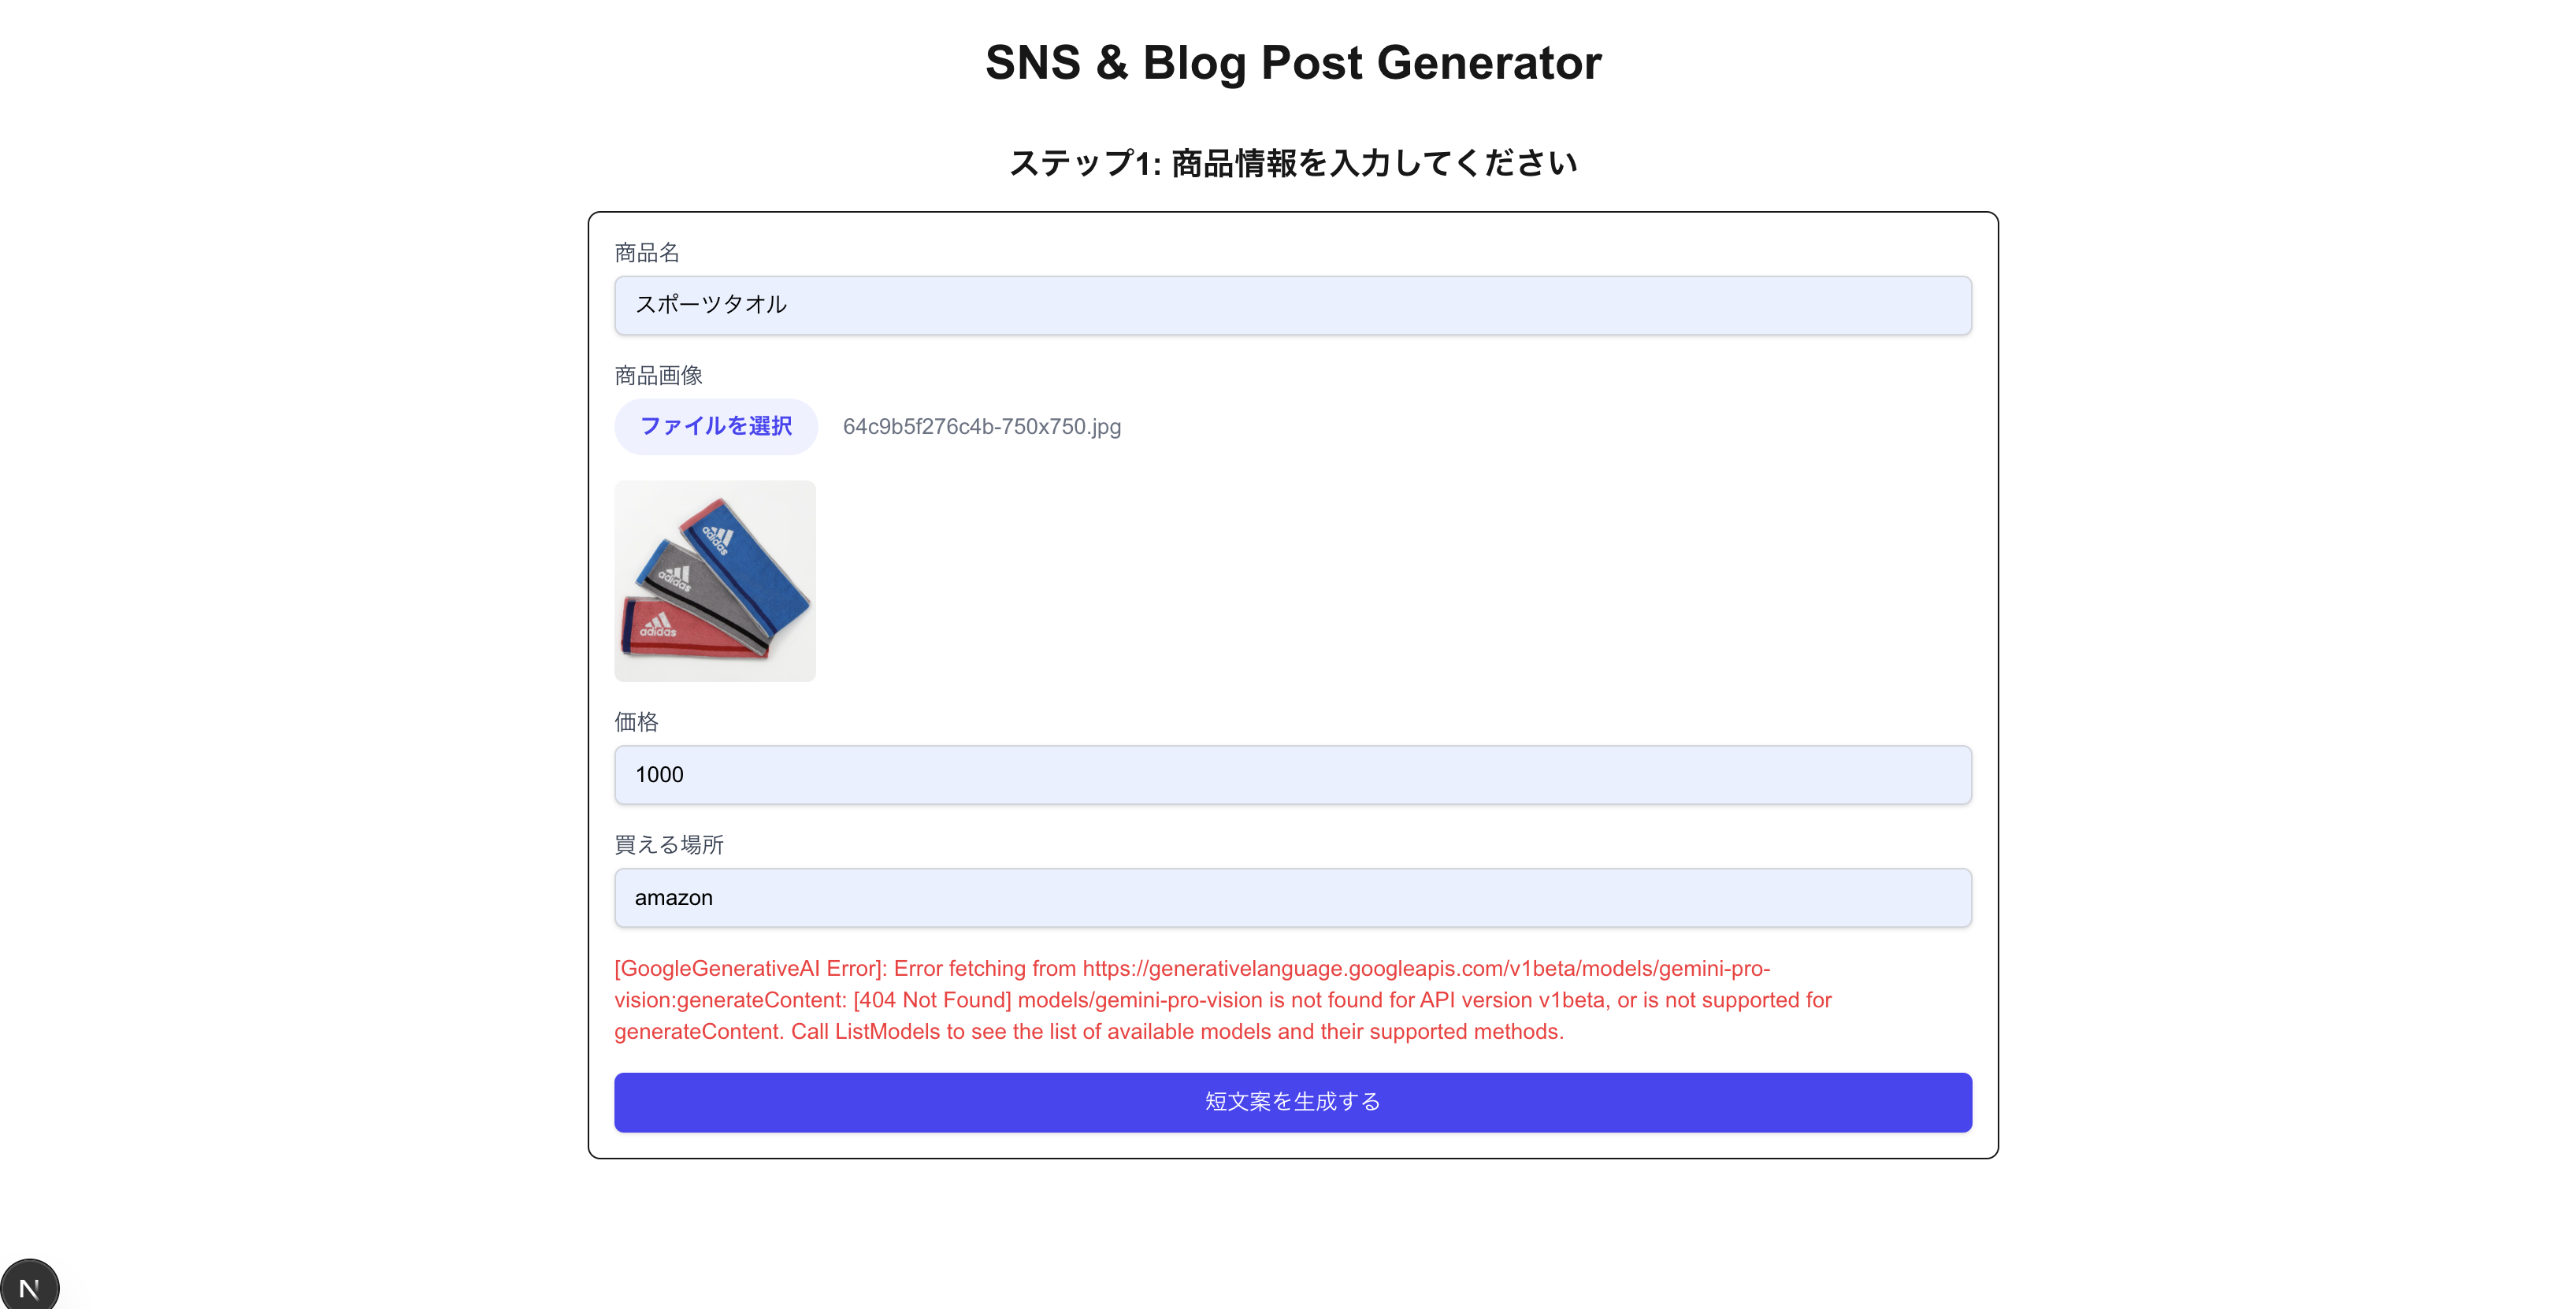 SNS & Blog Post Generator
ステップ1: 商品情報を入力してください
商品名
スポーツタオル
商品画像
ファイルを選択 64c9b5f276c4b-750x750.jpg
adidas
adidas
adidas
価格
1000
買える場所
amazon
[GoogleGenerativeAI Error]: Error fetching from https://generativelanguage.googleapis.com/v1beta/models/gemini-pro-
vision:generateContent: [404 Not Found] models/gemini-pro-vision is not found for API version v1beta, or is not supported for
generateContent. Call ListModels to see the list of available models and their supported methods.
短文案を生成する
N